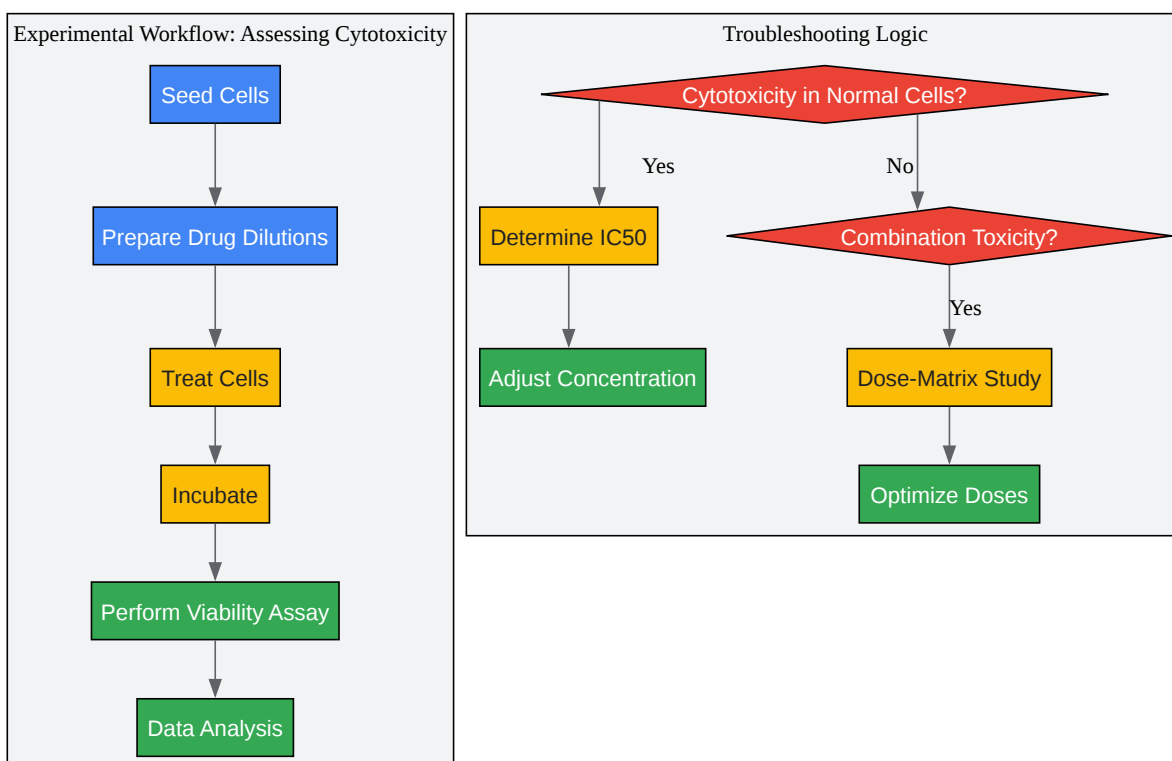 Experimental Workflow: Assessing Cytotoxicity
Seed Cells
Prepare Drug Dilutions
Treat Cells
Incubate
Perform Viability Assay
Data Analysis
Troubleshooting Logic
Cytotoxicity in Normal Cells?
Yes
No
Determine IC50
Combination Toxicity?
Yes
Adjust Concentration
Dose-Matrix Study
Optimize Doses